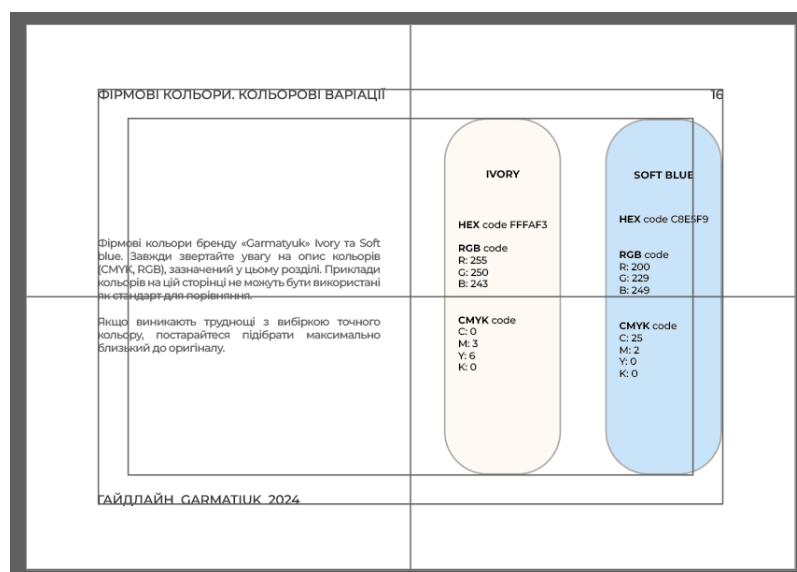 ФІРМОВІ КОЛЬОРИ. КОЛЬОРОВІ ВАРІАЦІЇ
16
Фірмові кольори бренду «Garmatyuk» Ivory та Soft
blue. Завжди звертайте увагу на опис кольорів
(CMYK, RGB), зазначений у цьому розділі. Приклади
кольорів на цій сторінці не можуть бути використані
як стандарт для порівняння.
Якщо виникають труднощі з вибіркою точного
кольору, постарайтеся підібрати максимально
близький до оригіналу.
IVORY
HEX code FFFAF3
RGB code
R: 255
G: 250
B: 243
CMYK code
C: 0
M: 3
Y: 6
K: 0
SOFT BLUE
HEX code C8E5F9
RGB code
R: 200
G: 229
B: 249
CMYK code
C: 25
M: 2
Y: 0
K: 0
ГАЙДЛАЙН GARMATIUK 2024